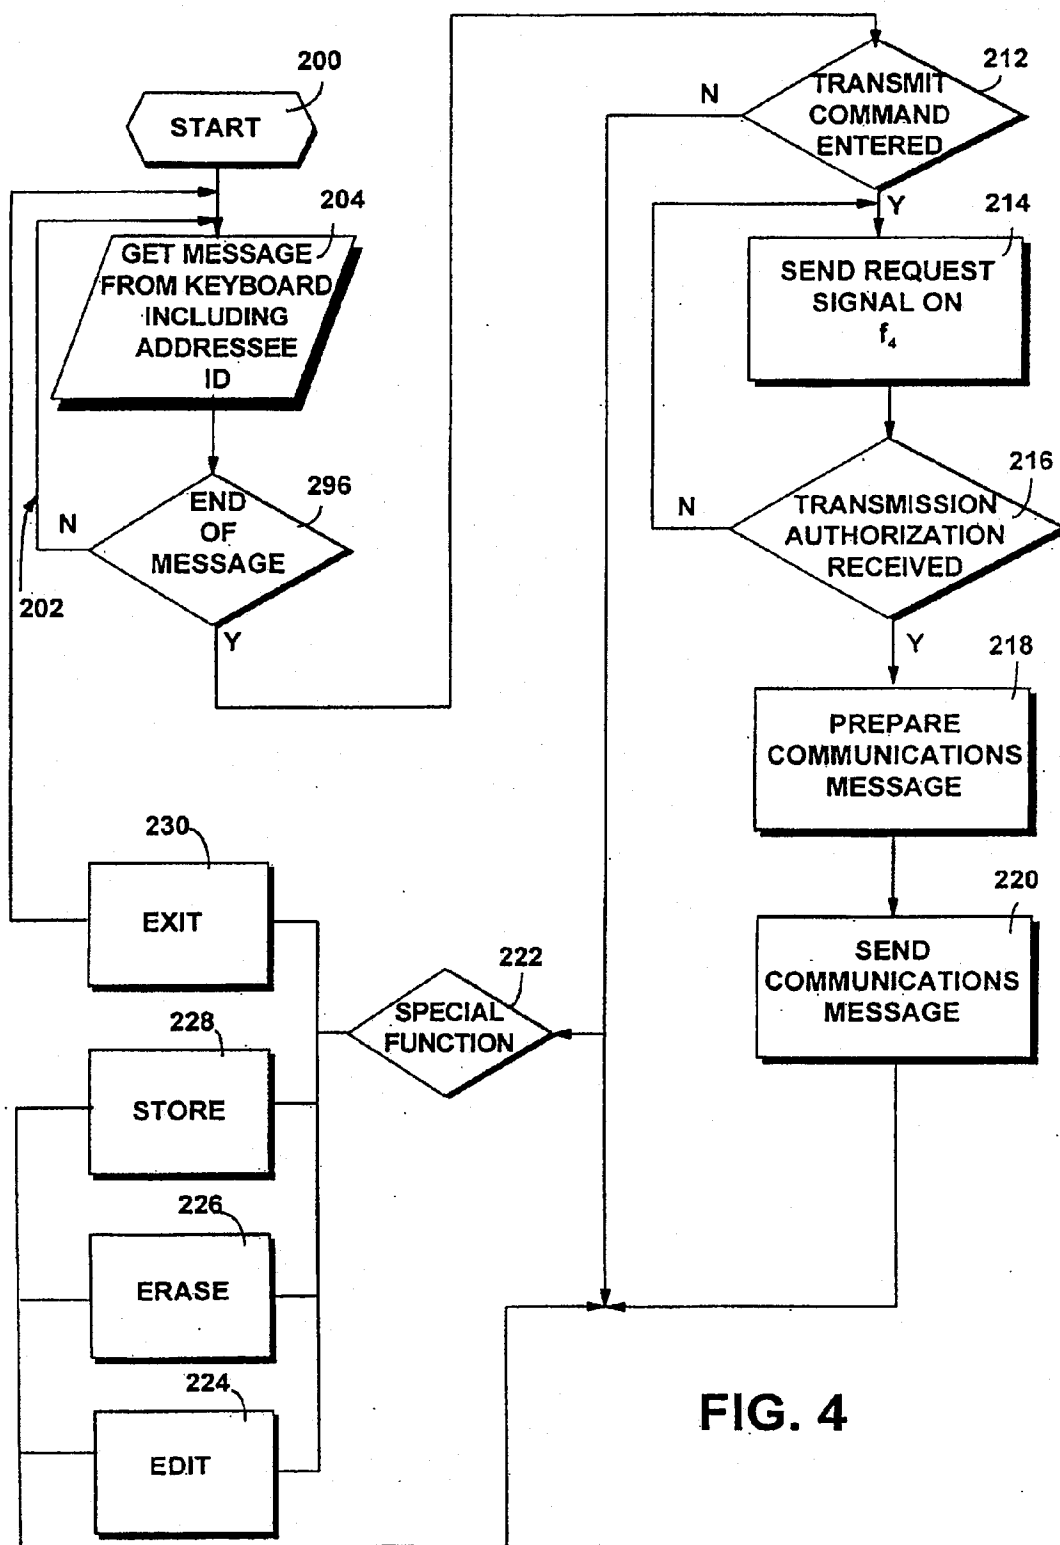 200
START
204
GET MESSAGE
FROM KEYBOARD
INCLUDING
ADDRESSEE
ID
296
END
OF
MESSAGE
N
202
Y
212
TRANSMIT
COMMAND
ENTERED
N
Y
214
SEND REQUEST
SIGNAL ON
f₄
216
TRANSMISSION
AUTHORIZATION
RECEIVED
N
Y
218
PREPARE
COMMUNICATIONS
MESSAGE
220
SEND
COMMUNICATIONS
MESSAGE
222
SPECIAL
FUNCTION
230
EXIT
228
STORE
226
ERASE
224
EDIT
FIG. 4